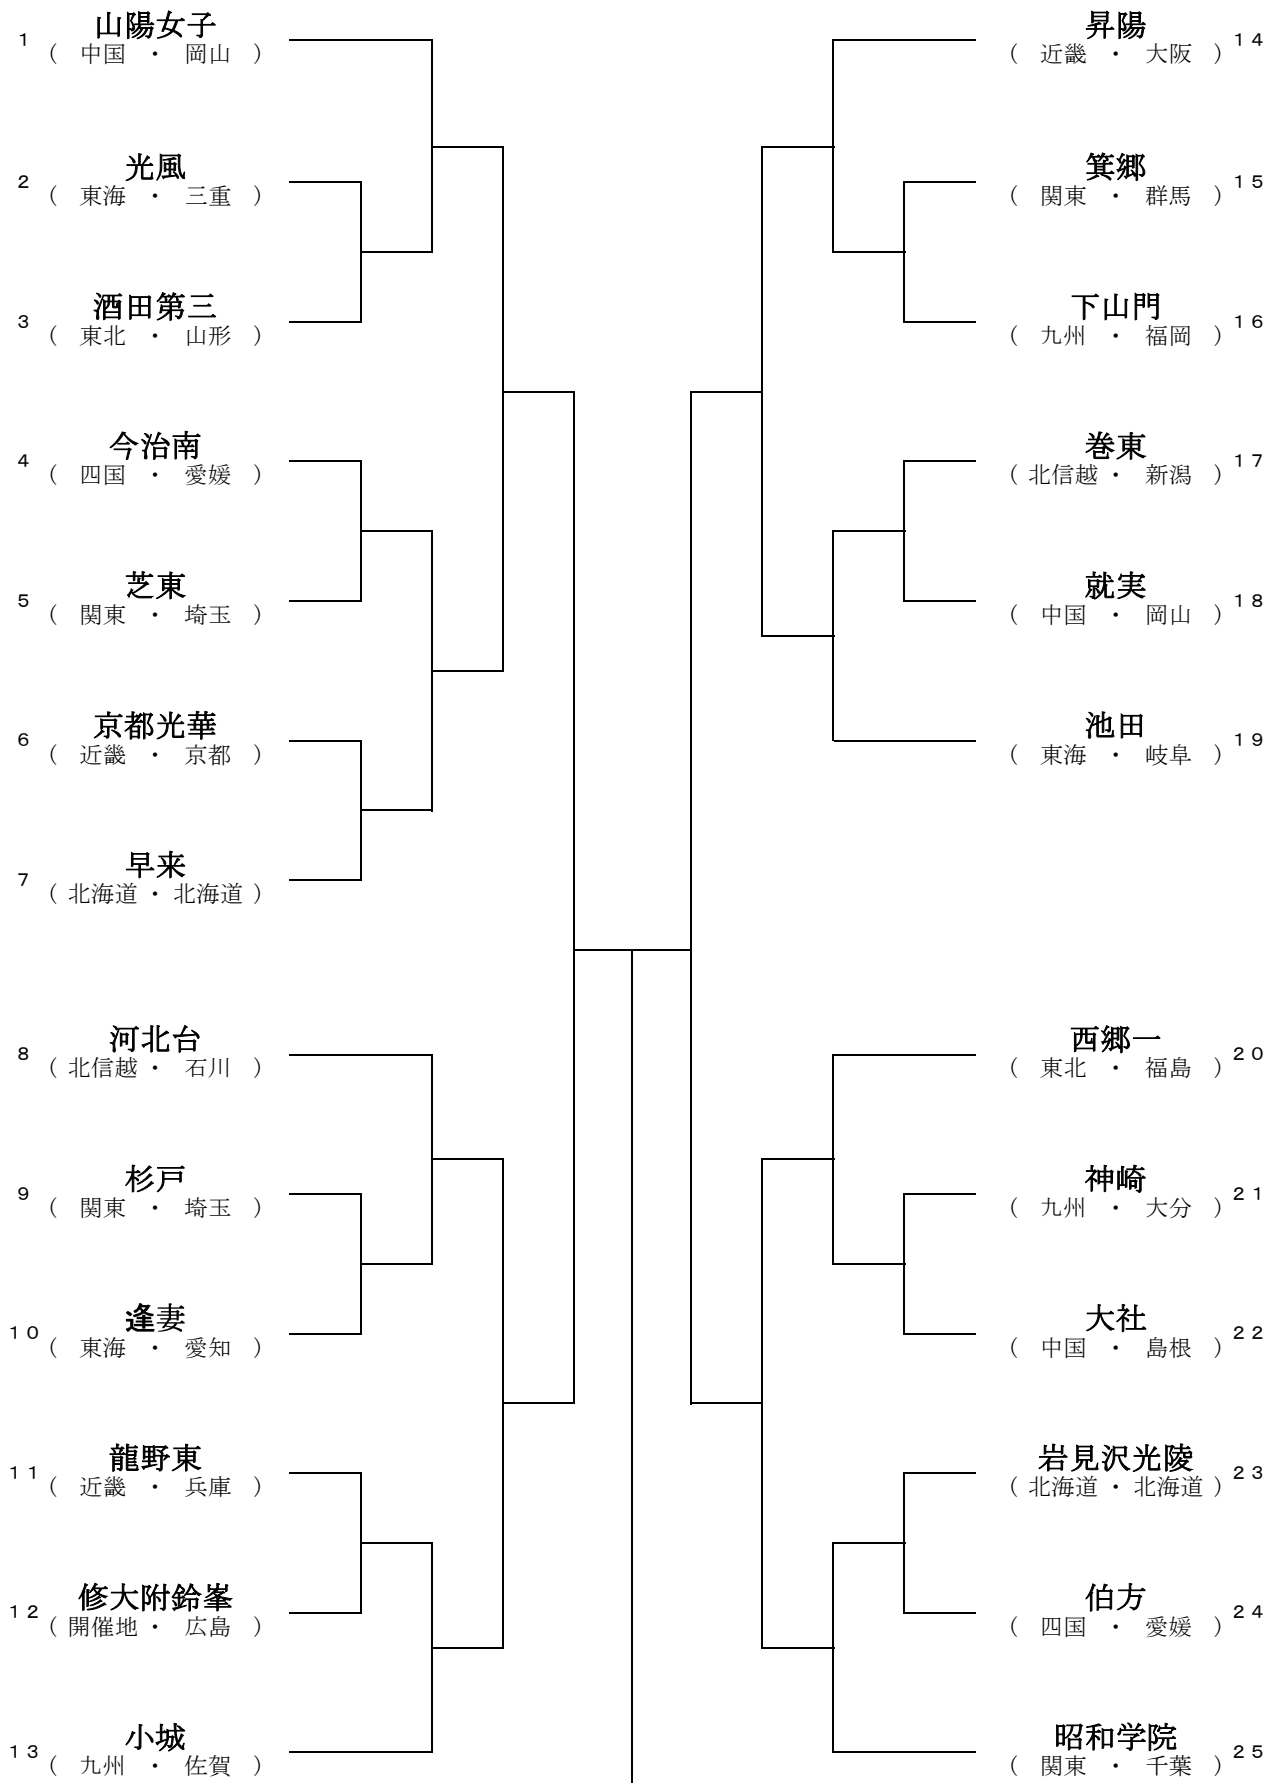 山陽女子
1 ( 中国 ・ 岡山 )
光風
2 ( 東海 ・ 三重 )
酒田第三
3 ( 東北 ・ 山形 )
今治南
4 ( 四国 ・ 愛媛 )
芝東
5 ( 関東 ・ 埼玉 )
京都光華
6 ( 近畿 ・ 京都 )
早来
7 ( 北海道 ・ 北海道 )
河北台
8 ( 北信越 ・ 石川 )
杉戸
9 ( 関東 ・ 埼玉 )
逢妻
10 ( 東海 ・ 愛知 )
龍野東
11 ( 近畿 ・ 兵庫 )
修大附鈴峯
12 ( 開催地 ・ 広島 )
小城
13 ( 九州 ・ 佐賀 )
昇陽
( 近畿 ・ 大阪 ) 14
箕郷
( 関東 ・ 群馬 ) 15
下山門
( 九州 ・ 福岡 ) 16
巻東
( 北信越 ・ 新潟 ) 17
就実
( 中国 ・ 岡山 ) 18
池田
( 東海 ・ 岐阜 ) 19
西郷一
( 東北 ・ 福島 ) 20
神崎
( 九州 ・ 大分 ) 21
大社
( 中国 ・ 島根 ) 22
岩見沢光陵
( 北海道 ・ 北海道 ) 23
伯方
( 四国 ・ 愛媛 ) 24
昭和学院
( 関東 ・ 千葉 ) 25